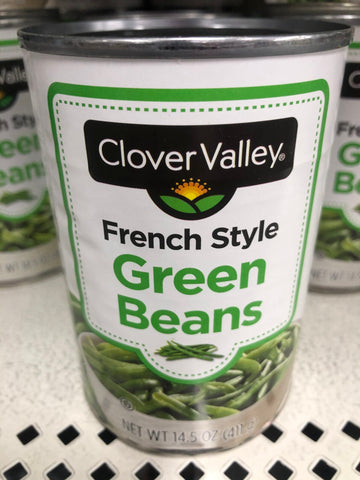 Clover Valley®
French Style
Green
Beans
NET WT 14.5 OZ (411 g)